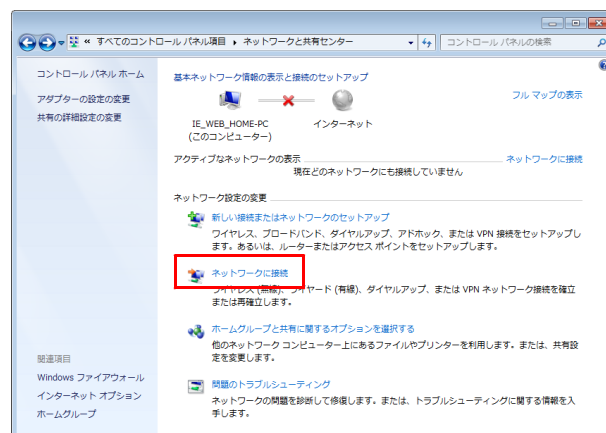 « すべてのコントロール パネル項目 ▸ ネットワークと共有センター
コントロール パネルの検索
コントロール パネル ホーム
アダプターの設定の変更
共有の詳細設定の変更
基本ネットワーク情報の表示と接続のセットアップ
フル マップの表示
IE_WEB_HOME-PC
(このコンピューター)
インターネット
アクティブなネットワークの表示
ネットワークに接続
現在どのネットワークにも接続していません
ネットワーク設定の変更
新しい接続またはネットワークのセットアップ
ワイヤレス、ブロードバンド、ダイヤルアップ、アドホック、または VPN 接続をセットアップし
ます。あるいは、ルーターまたはアクセス ポイントをセットアップします。
ネットワークに接続
ワイヤレス (無線)、ワイヤード (有線)、ダイヤルアップ、または VPN ネットワーク接続を確立
または再確立します。
ホームグループと共有に関するオプションを選択する
他のネットワーク コンピューター上にあるファイルやプリンターを利用します。または、共有設
定を変更します。
問題のトラブルシューティング
ネットワークの問題を診断して修復します。または、トラブルシューティングに関する情報を入
手します。
関連項目
Windows ファイアウォール
インターネット オプション
ホームグループ